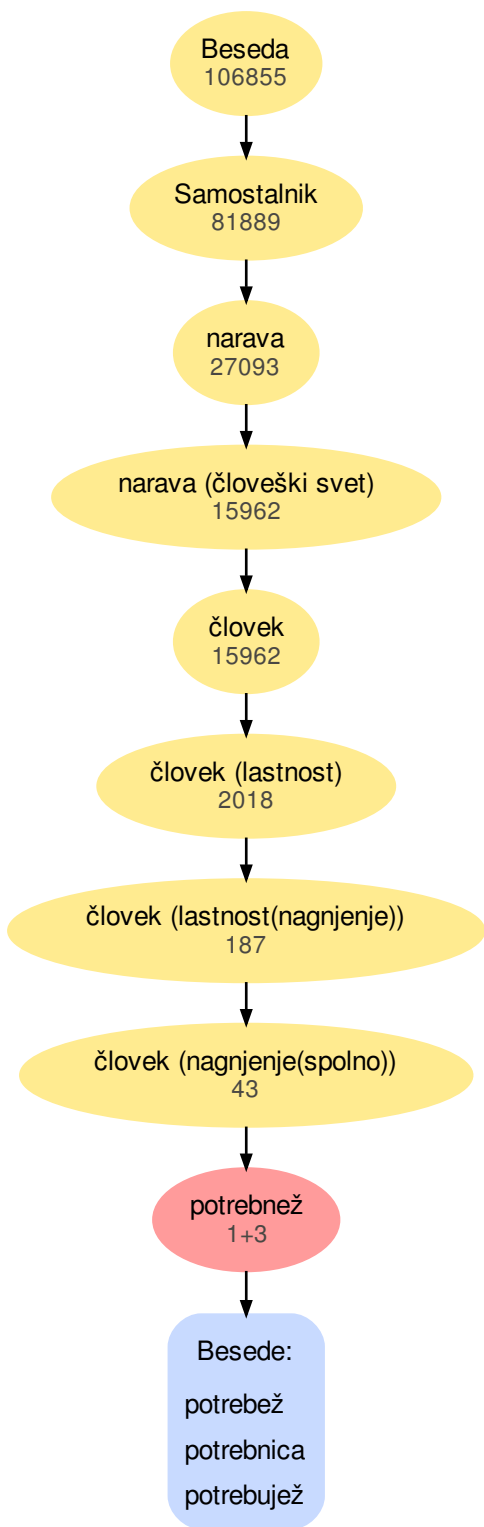 Beseda
106855
Samostalnik
81889
narava
27093
narava (človeški svet)
15962
človek
15962
človek (lastnost)
2018
človek (lastnost(nagnjenje))
187
človek (nagnjenje(spolno))
43
potrebnež
1+3
Besede:
potrebež
potrebnica
potrebujež